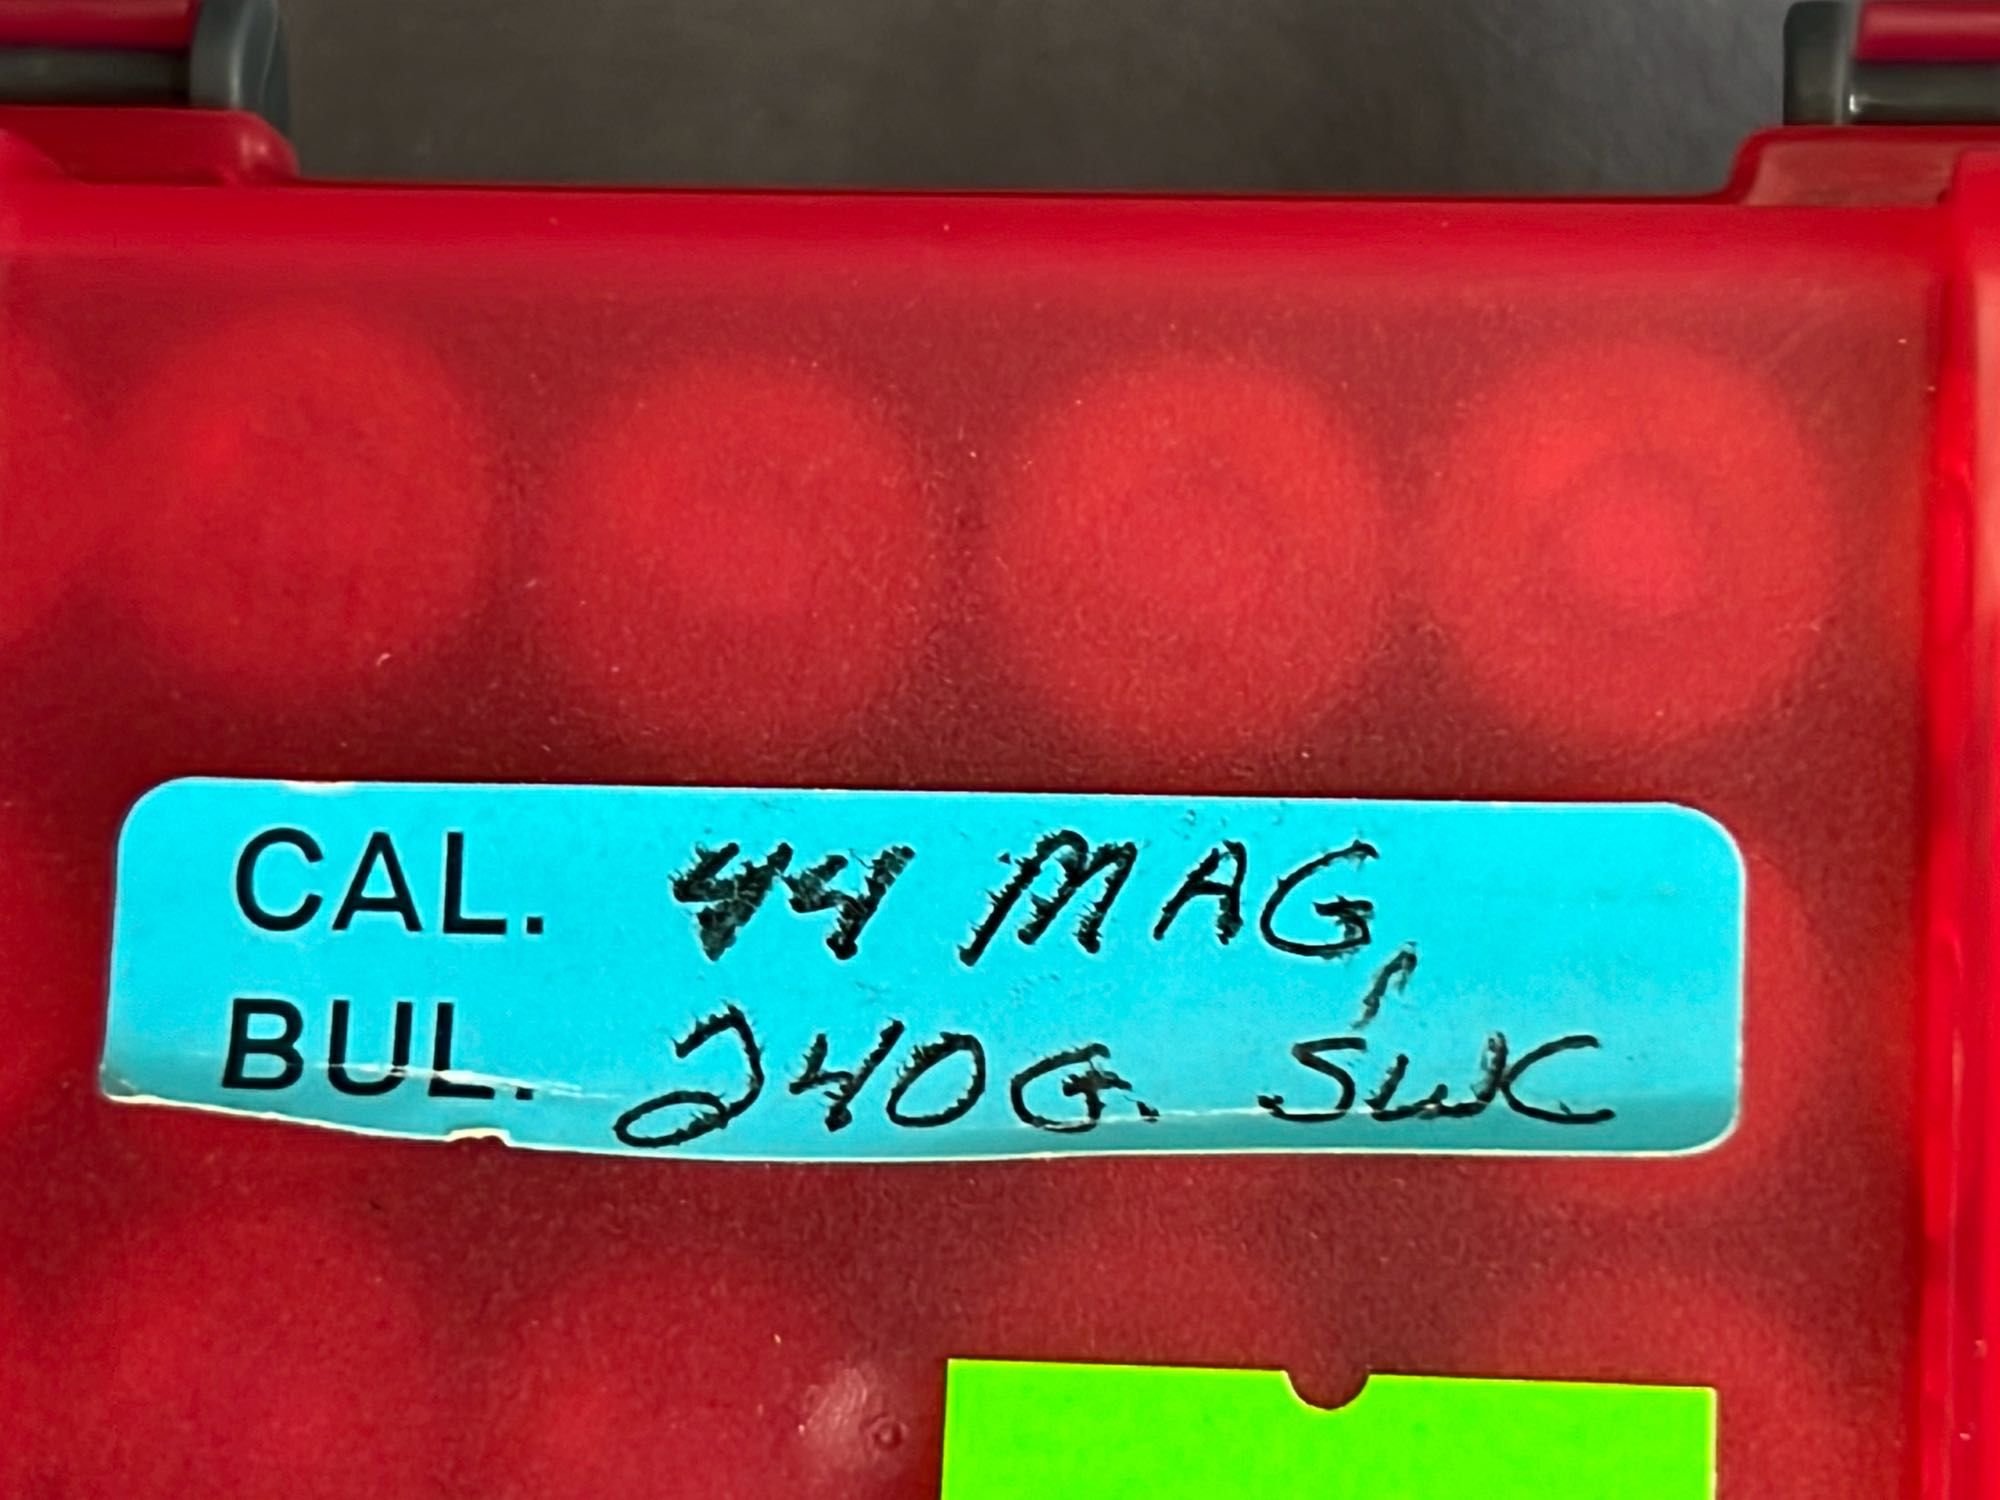 CAL. 44 MAG,
BUL. 240G. SWC